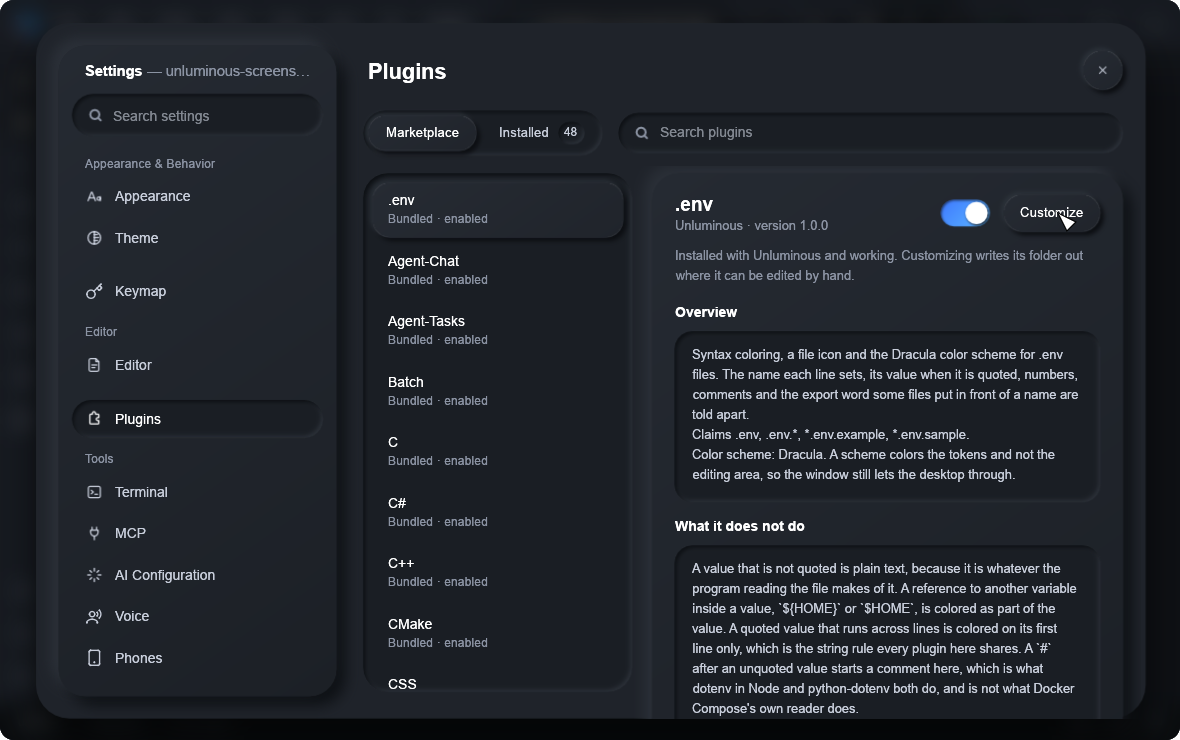 Settings — unluminous-screens...
Search settings
Appearance & Behavior
Appearance
Theme
Keymap
Editor
Editor
Plugins
Tools
Terminal
MCP
AI Configuration
Voice
Phones
Plugins
Marketplace
Installed 48
Search plugins
.env
Bundled · enabled
Agent-Chat
Bundled · enabled
Agent-Tasks
Bundled · enabled
Batch
Bundled · enabled
C
Bundled · enabled
C#
Bundled · enabled
C++
Bundled · enabled
CMake
Bundled · enabled
CSS
.env
Unluminous · version 1.0.0
Customize
Installed with Unluminous and working. Customizing writes its folder out
where it can be edited by hand.
Overview
Syntax coloring, a file icon and the Dracula color scheme for .env
files. The name each line sets, its value when it is quoted, numbers,
comments and the export word some files put in front of a name are
told apart.
Claims .env, .env.*, *.env.example, *.env.sample.
Color scheme: Dracula. A scheme colors the tokens and not the
editing area, so the window still lets the desktop through.
What it does not do
A value that is not quoted is plain text, because it is whatever the
program reading the file makes of it. A reference to another variable
inside a value, `${HOME}` or `$HOME`, is colored as part of the
value. A quoted value that runs across lines is colored on its first
line only, which is the string rule every plugin here shares. A `#`
after an unquoted value starts a comment here, which is what
dotenv in Node and python-dotenv both do, and is not what Docker
Compose's own reader does.